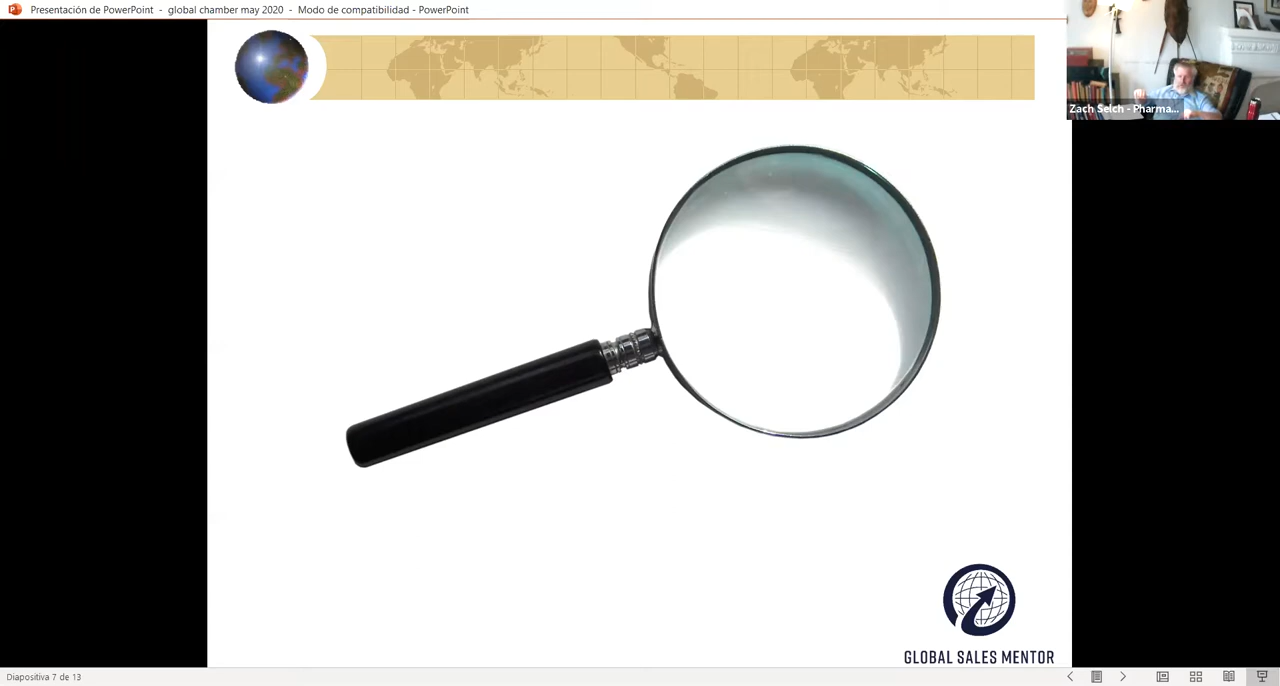 Presentación de PowerPoint - global chamber may 2020 - Modo de compatibilidad - PowerPoint
Zach Selch - Pharma...
GLOBAL SALES MENTOR
Diapositiva 7 de 13